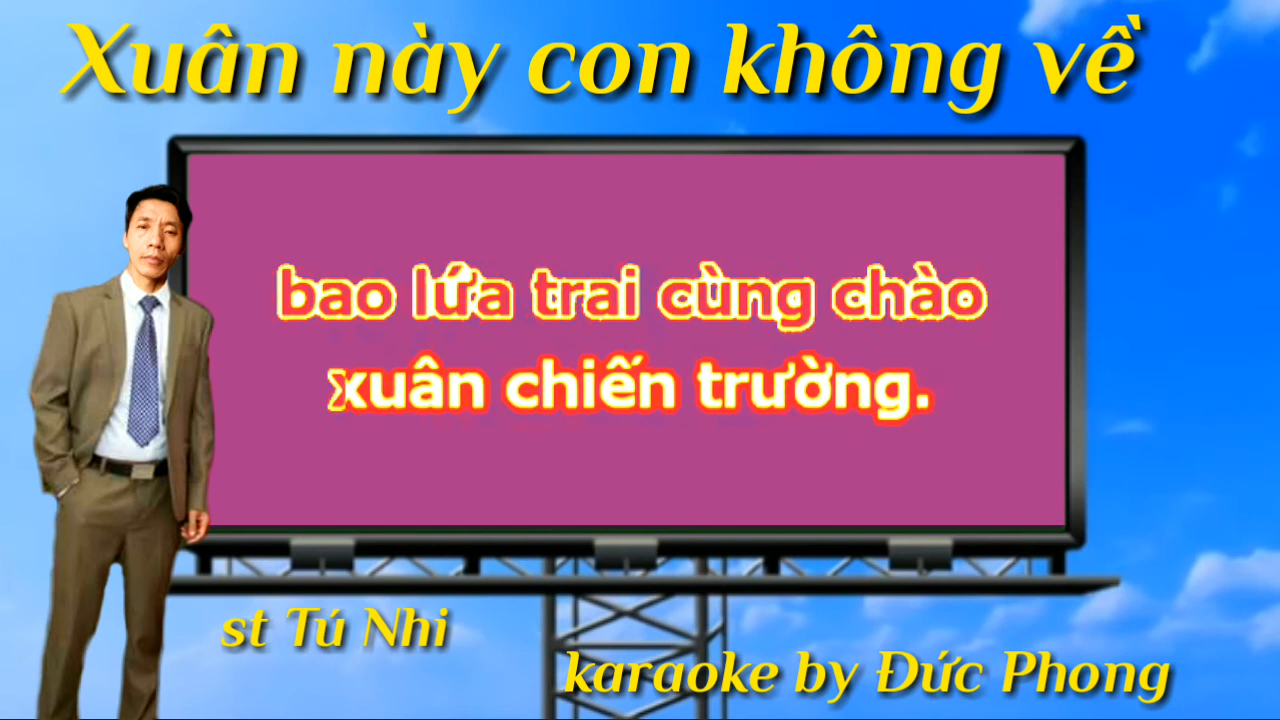 Xuân này con không về
bao lứa trai cùng chào
xuân chiến trường.
st Tú Nhi
karaoke by Đức Phong